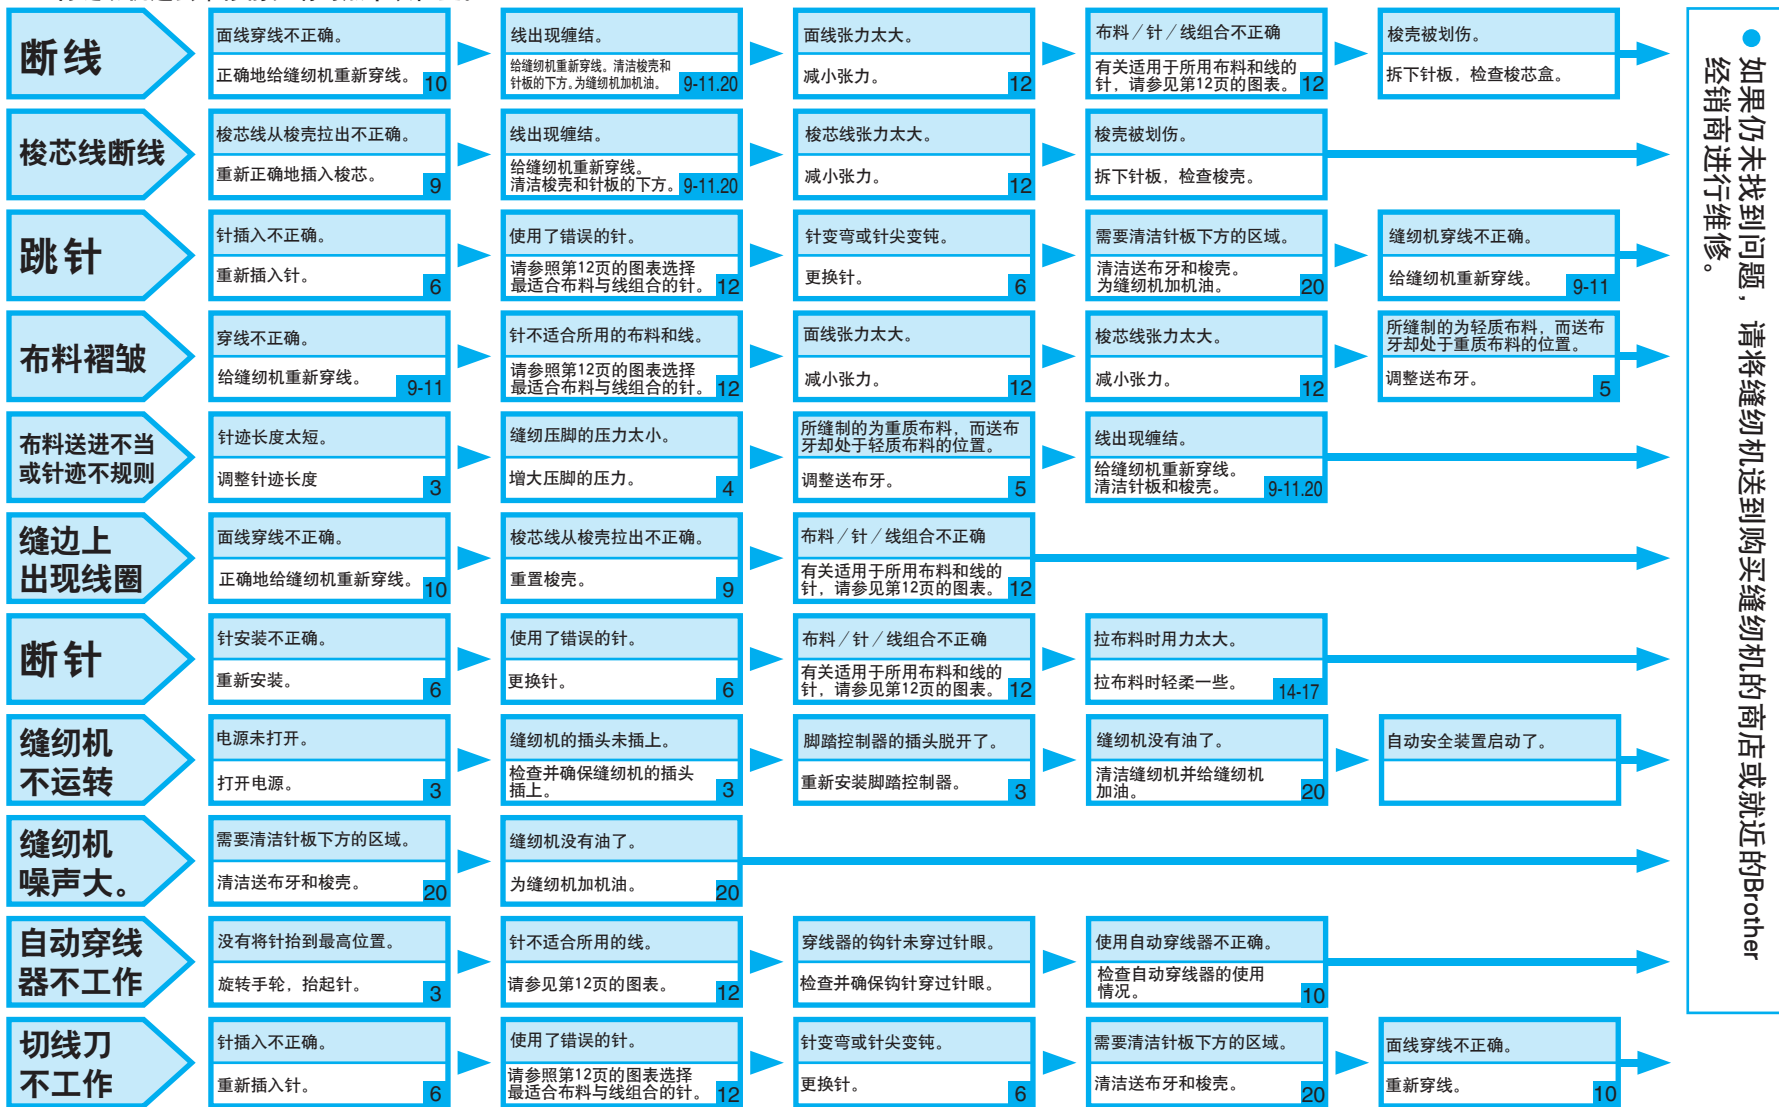 断线
面线穿线不正确。
正确地给缝纫机重新穿线。
10
线出现缠结。
给缝纫机重新穿线。清洁梭壳和
针板的下方。为缝纫机加机油。
9-11.20
面线张力太大。
减小张力。
12
布料/针/线组合不正确
有关适用于所用布料和线的
针，请参见第12页的图表。
12
梭壳被划伤。
拆下针板，检查梭芯盒。
梭芯线断线
梭芯线从梭壳拉出不正确。
重新正确地插入梭芯。
9
线出现缠结。
给缝纫机重新穿线。
清洁梭壳和针板的下方。
9-11.20
梭芯线张力太大。
减小张力。
12
梭壳被划伤。
拆下针板，检查梭壳。
跳针
针插入不正确。
重新插入针。
6
使用了错误的针。
请参照第12页的图表选择
最适合布料与线组合的针。
12
针变弯或针尖变钝。
更换针。
6
需要清洁针板下方的区域。
清洁送布牙和梭壳。
为缝纫机加机油。
20
缝纫机穿线不正确。
给缝纫机重新穿线。
9-11
布料褶皱
穿线不正确。
给缝纫机重新穿线。
9-11
针不适合所用的布料和线。
请参照第12页的图表选择
最适合布料与线组合的针。
12
面线张力太大。
减小张力。
12
梭芯线张力太大。
减小张力。
12
所缝制的为轻质布料，而送布
牙却处于重质布料的位置。
调整送布牙。
5
布料送进不当
或针迹不规则
针迹长度太短。
调整针迹长度
3
缝纫压脚的压力太小。
增大压脚的压力。
4
所缝制的为重质布料，而送布
牙却处于轻质布料的位置。
调整送布牙。
5
线出现缠结。
给缝纫机重新穿线。
清洁针板和梭壳。
9-11.20
缝边上
出现线圈
面线穿线不正确。
正确地给缝纫机重新穿线。
10
梭芯线从梭壳拉出不正确。
重置梭壳。
9
布料/针/线组合不正确
有关适用于所用布料和线的
针，请参见第12页的图表。
12
断针
针安装不正确。
重新安装。
6
使用了错误的针。
更换针。
6
布料/针/线组合不正确
有关适用于所用布料和线的
针，请参见第12页的图表。
12
拉布料时用力太大。
拉布料时轻柔一些。
14-17
缝纫机
不运转
电源未打开。
打开电源。
3
缝纫机的插头未插上。
检查并确保缝纫机的插头
插上。
3
脚踏控制器的插头脱开了。
重新安装脚踏控制器。
3
缝纫机没有油了。
清洁缝纫机并给缝纫机
加油。
20
自动安全装置启动了。
缝纫机
噪声大。
需要清洁针板下方的区域。
清洁送布牙和梭壳。
20
缝纫机没有油了。
为缝纫机加机油。
20
自动穿线
器不工作
没有将针抬到最高位置。
旋转手轮，抬起针。
3
针不适合所用的线。
请参见第12页的图表。
12
穿线器的钩针未穿过针眼。
检查并确保钩针穿过针眼。
使用自动穿线器不正确。
检查自动穿线器的使用
情况。
10
切线刀
不工作
针插入不正确。
重新插入针。
6
使用了错误的针。
请参照第12页的图表选择
最适合布料与线组合的针。
12
针变弯或针尖变钝。
更换针。
6
需要清洁针板下方的区域。
清洁送布牙和梭壳。
20
面线穿线不正确。
重新穿线。
10
● 如果仍未找到问题，请将缝纫机送到购买缝纫机的商店或就近的Brother
经销商进行维修。